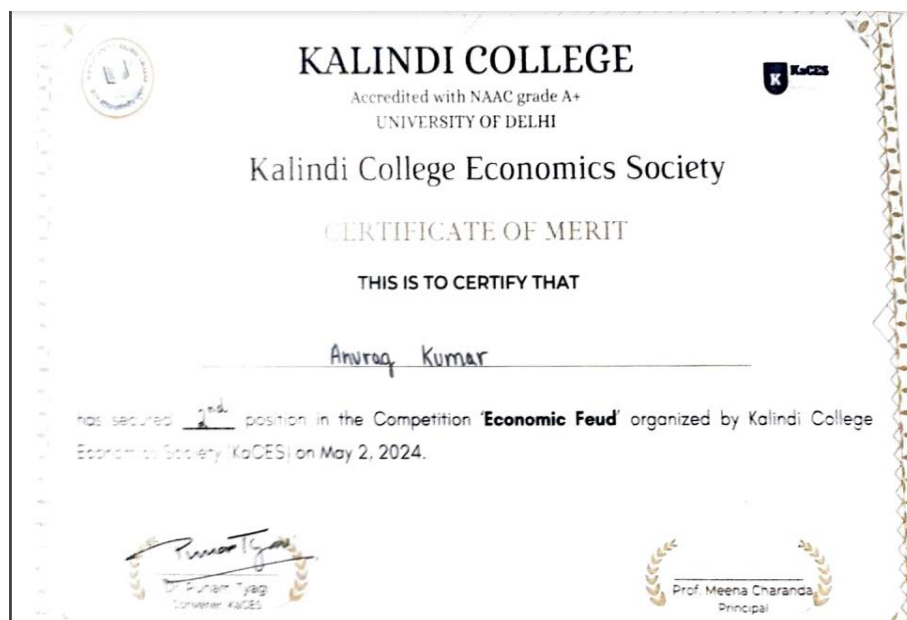 KALINDI COLLEGE
Accredited with NAAC grade A+
UNIVERSITY OF DELHI
KaCES
K
Kalindi College Economics Society
CERTIFICATE OF MERIT
THIS IS TO CERTIFY THAT
Anurag Kumar
has secured 2nd position in the Competition 'Economic Feud' organized by Kalindi College
Economics Society (KaCES) on May 2, 2024.
Punam Tyagi
Dr. Punam Tyagi
Convener KaCES
Prof. Meena Charanda
Principal